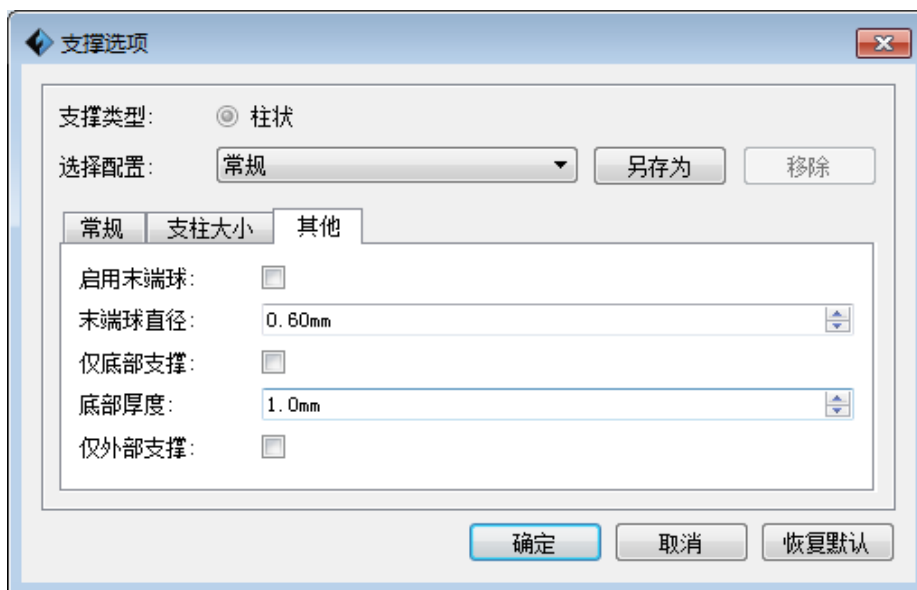 支撑选项
支撑类型: 柱状
选择配置: 常规 另存为 移除
常规 支柱大小 其他
启用末端球:
末端球直径: 0.60mm
仅底部支撑:
底部厚度: 1.0mm
仅外部支撑:
确定 取消 恢复默认